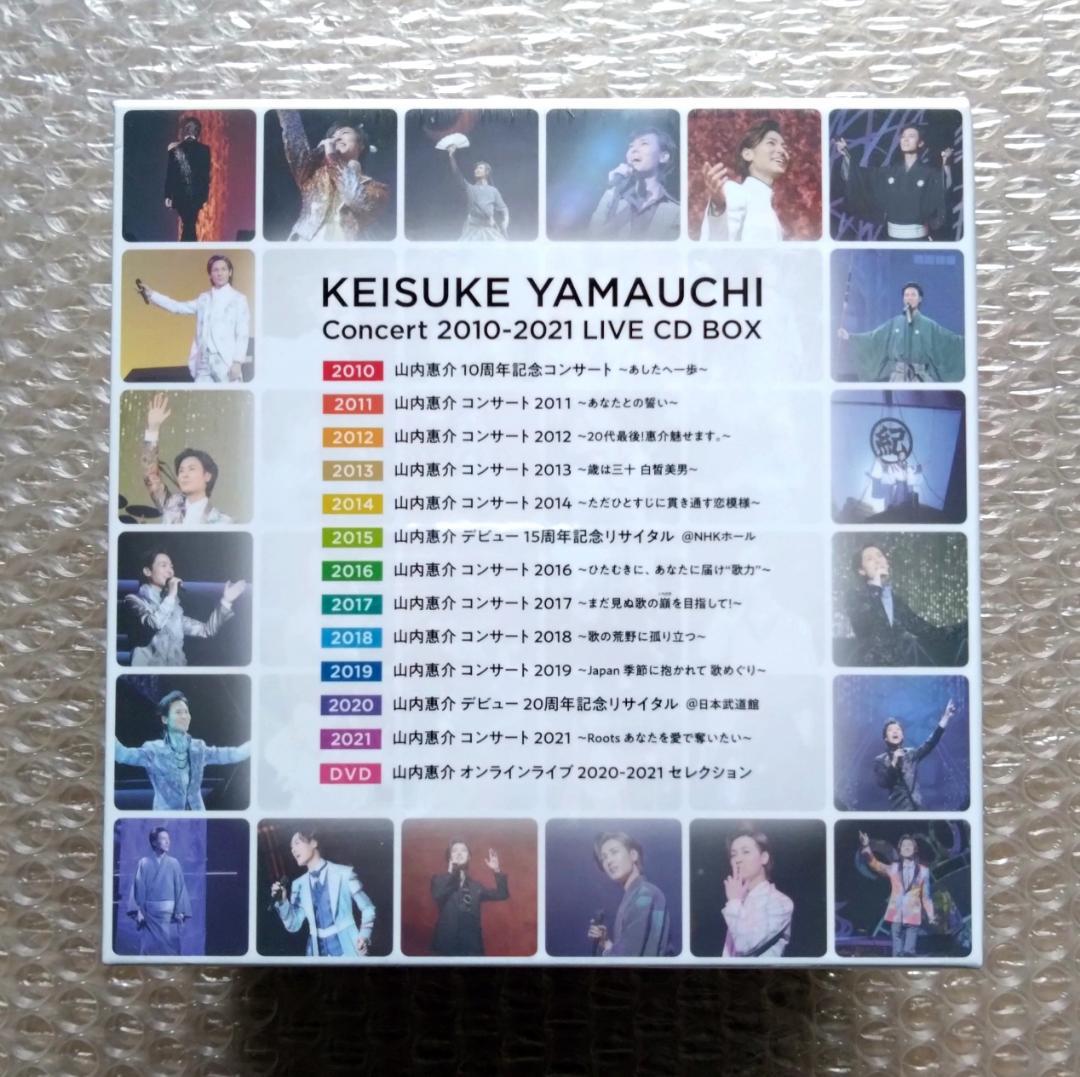 KEISUKE YAMAUCHI
Concert 2010-2021 LIVE CD BOX
2010 山内惠介 10周年記念コンサート ~あしたへ一歩~
2011 山内惠介 コンサート 2011 ~あなたとの誓い~
2012 山内惠介 コンサート 2012 ~20代最後!惠介魅せます。~
2013 山内惠介 コンサート 2013 ~歳は三十 白皙美男~
2014 山内惠介 コンサート 2014 ~ただひとすじに貫き通す恋模様~
2015 山内惠介 デビュー 15周年記念リサイタル @NHKホール
2016 山内惠介 コンサート 2016 ~ひたむきに、あなたに届け“歌力”~
2017 山内惠介 コンサート 2017 ~まだ見ぬ歌の巓を目指して!~
2018 山内惠介 コンサート 2018 ~歌の荒野に孤り立つ~
2019 山内惠介 コンサート 2019 ~Japan 季節に抱かれて 歌めぐり~
2020 山内惠介 デビュー 20周年記念リサイタル @日本武道館
2021 山内惠介 コンサート 2021 ~Roots あなたを愛で奪いたい~
DVD 山内惠介 オンラインライブ 2020-2021 セレクション
紀